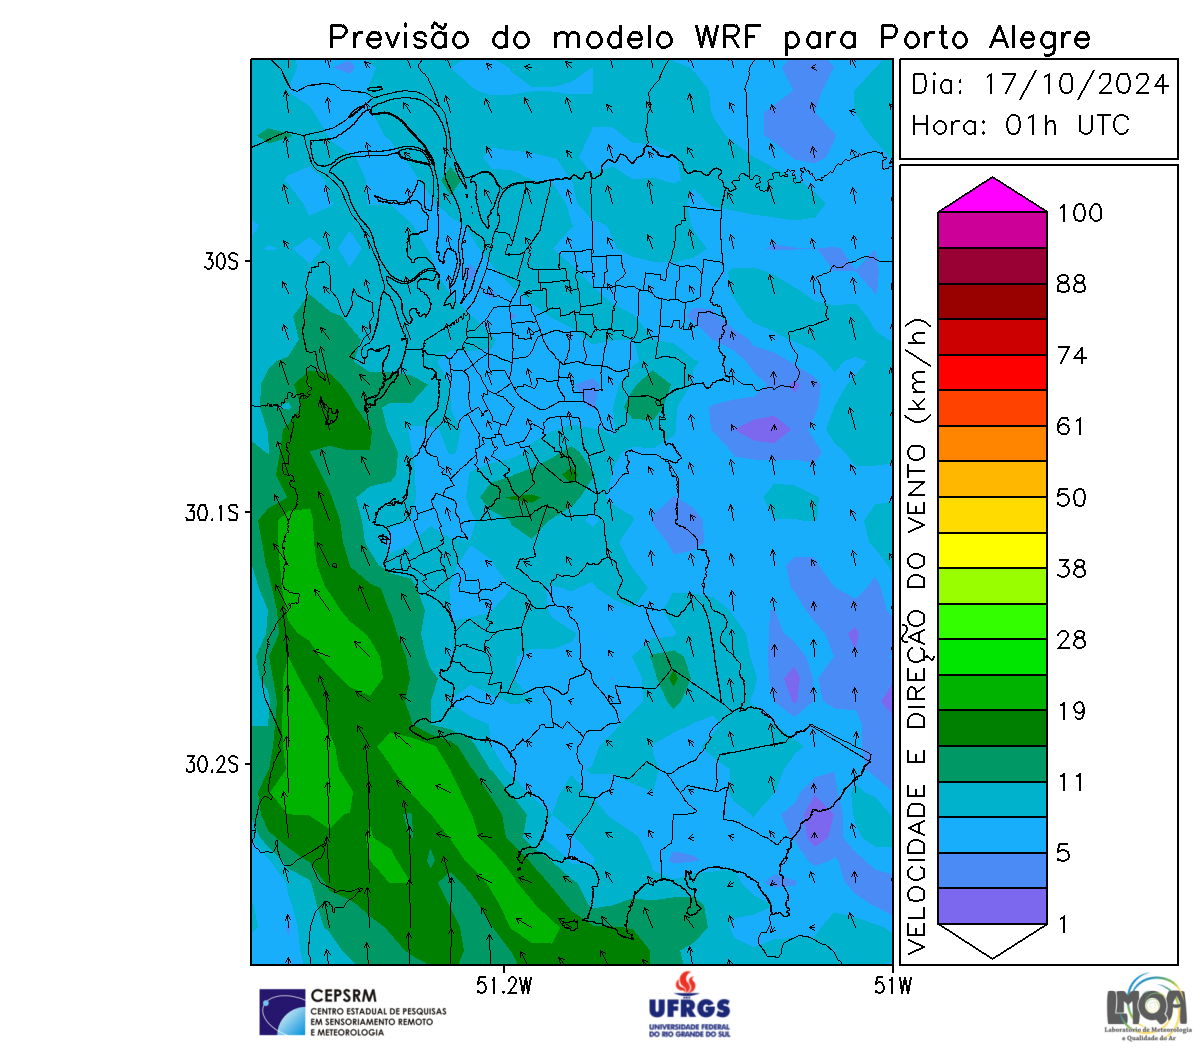 Previsão do modelo WRF para Porto Alegre
Dia: 17/10/2024
Hora: 01h UTC
30S
30.1S
30.2S
51.2W
51W
VELOCIDADE E DIREÇÃO DO VENTO (km/h)
100
88
74
61
50
38
28
19
11
5
1
CEPSRM
CENTRO ESTADUAL DE PESQUISAS
EM SENSORIAMENTO REMOTO
E METEOROLOGIA
UFRGS
UNIVERSIDADE FEDERAL
DO RIO GRANDE DO SUL
LMQA
Laboratório de Meteorologia
e Qualidade do Ar